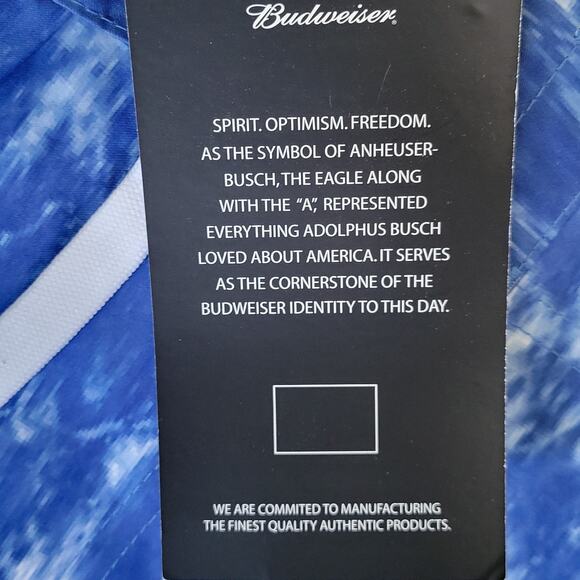 Budweiser
SPIRIT. OPTIMISM. FREEDOM.
AS THE SYMBOL OF ANHEUSER-
BUSCH, THE EAGLE ALONG
WITH THE "A", REPRESENTED
EVERYTHING ADOLPHUS BUSCH
LOVED ABOUT AMERICA. IT SERVES
AS THE CORNERSTONE OF THE
BUDWEISER IDENTITY TO THIS DAY.
WE ARE COMMITED TO MANUFACTURING
THE FINEST QUALITY AUTHENTIC PRODUCTS.